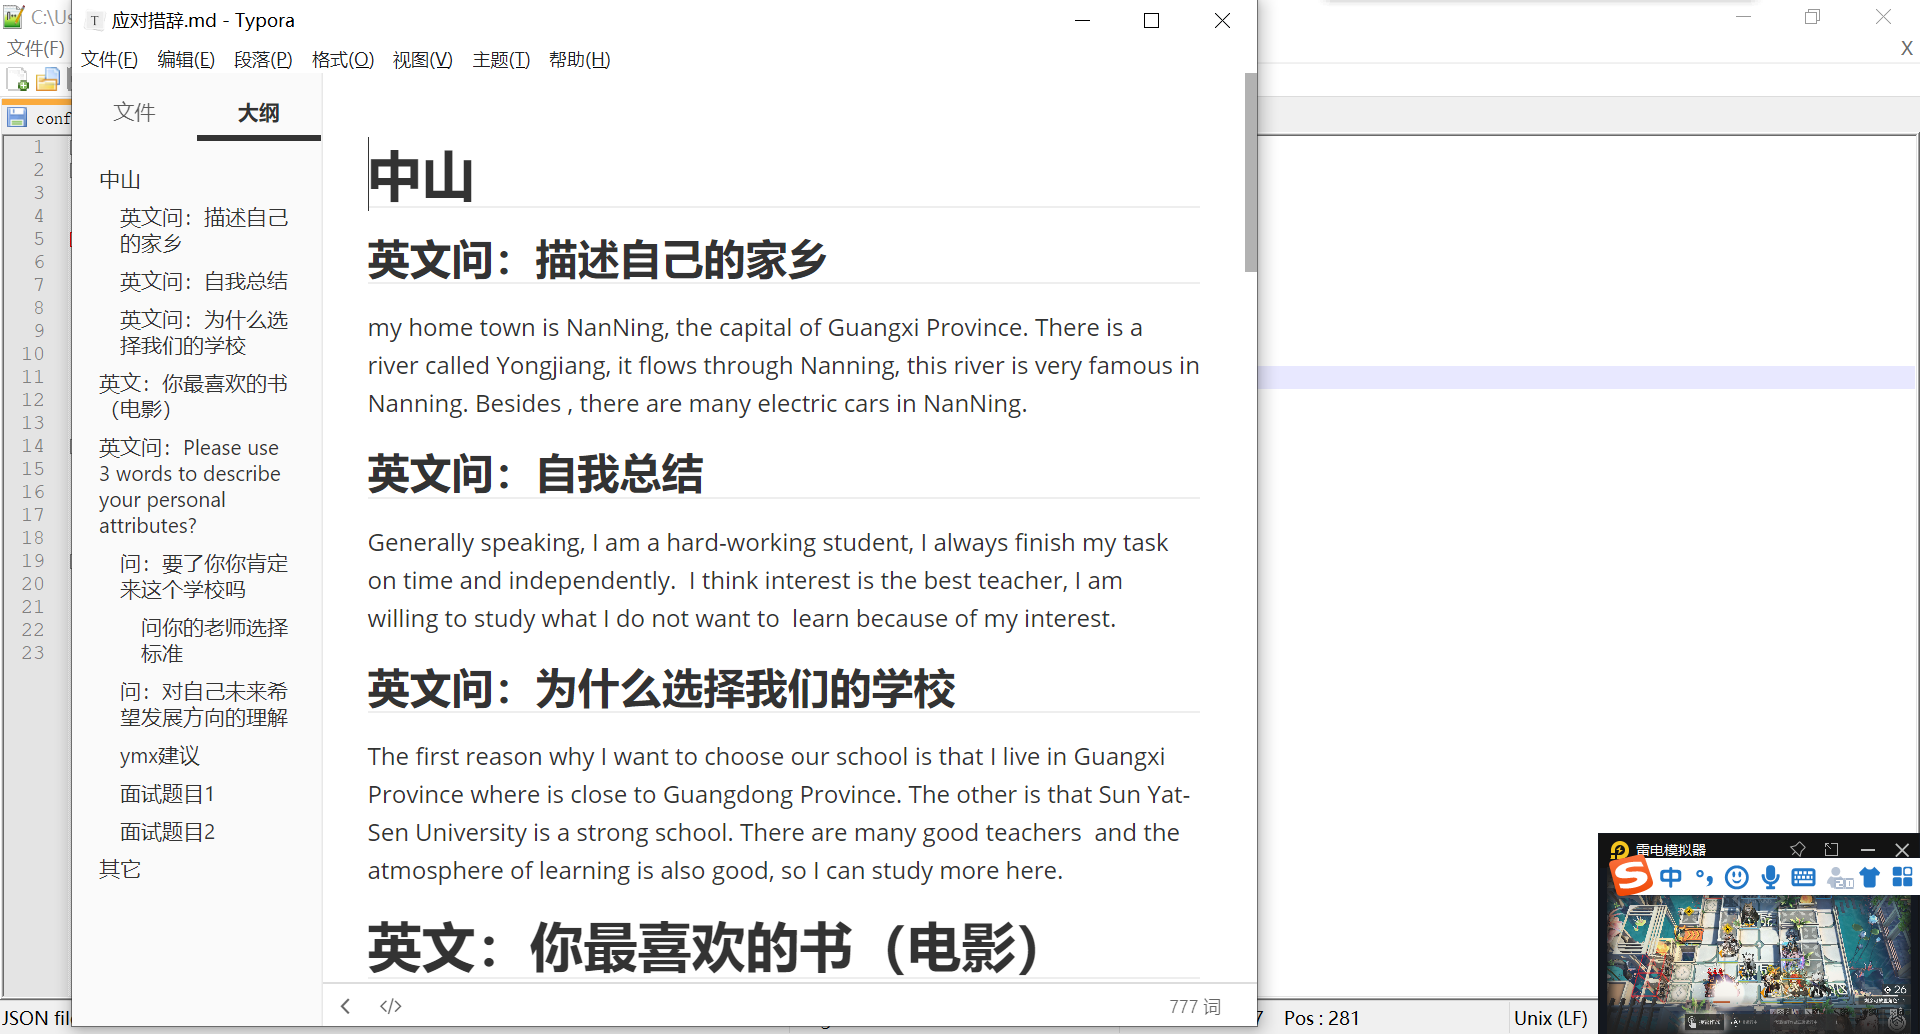 C:\Us
应对措辞.md - Typora
文件(F)
X
文件(F) 编辑(E) 段落(P) 格式(O) 视图(V) 主题(T) 帮助(H)
文件 大纲
conf
1
2
3
4
5
6
7
8
9
10
11
12
13
14
15
16
17
18
19
20
21
22
23
中山
英文问：描述自己
的家乡
英文问：自我总结
英文问：为什么选
择我们的学校
英文：你最喜欢的书
（电影）
英文问：Please use
3 words to describe
your personal
attributes?
问：要了你你肯定
来这个学校吗
问你的老师选择
标准
问：对自己未来希
望发展方向的理解
ymx建议
面试题目1
面试题目2
其它
中山
英文问：描述自己的家乡
my home town is NanNing, the capital of Guangxi Province. There is a
river called Yongjiang, it flows through Nanning, this river is very famous in
Nanning. Besides , there are many electric cars in NanNing.
英文问：自我总结
Generally speaking, I am a hard-working student, I always finish my task
on time and independently.  I think interest is the best teacher, I am
willing to study what I do not want to  learn because of my interest.
英文问：为什么选择我们的学校
The first reason why I want to choose our school is that I live in Guangxi
Province where is close to Guangdong Province. The other is that Sun Yat-
Sen University is a strong school. There are many good teachers  and the
atmosphere of learning is also good, so I can study more here.
英文：你最喜欢的书（电影）
777 词
雷电模拟器
中
26
JSON fil
Pos : 281
Unix (LF)